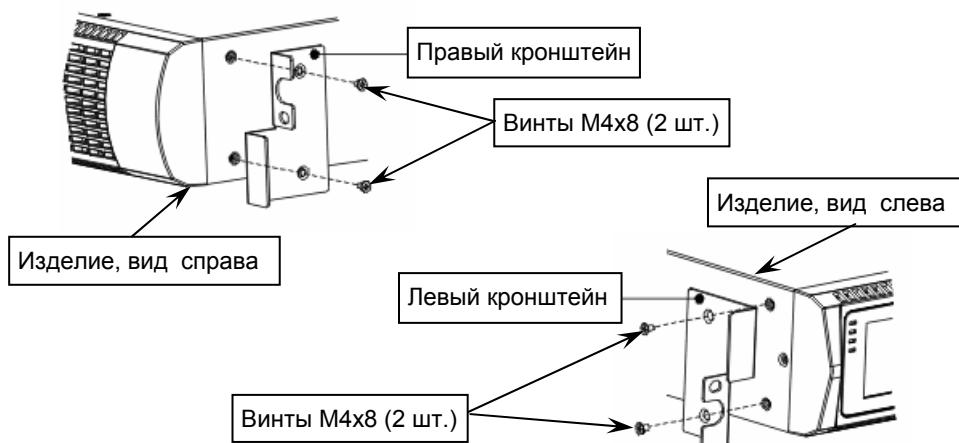 Правый кронштейн
Винты М4х8 (2 шт.)
Изделие, вид слева
Изделие, вид справа
Левый кронштейн
Винты М4х8 (2 шт.)